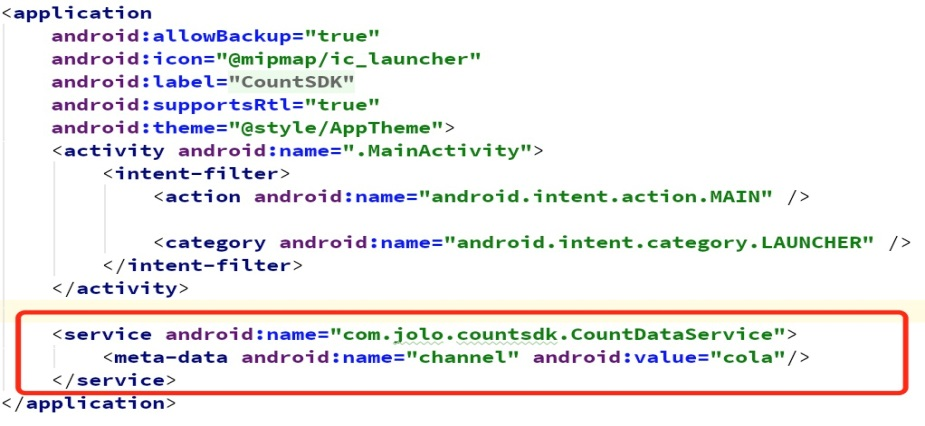 <application
android:allowBackup="true"
android:icon="@mipmap/ic_launcher"
android:label="CountSDK"
android:supportsRtl="true"
android:theme="@style/AppTheme">
<activity android:name=".MainActivity">
<intent-filter>
<action android:name="android.intent.action.MAIN" />
<category android:name="android.intent.category.LAUNCHER" />
</intent-filter>
</activity>
<service android:name="com.jolo.countsdk.CountDataService">
<meta-data android:name="channel" android:value="cola"/>
</service>
</application>